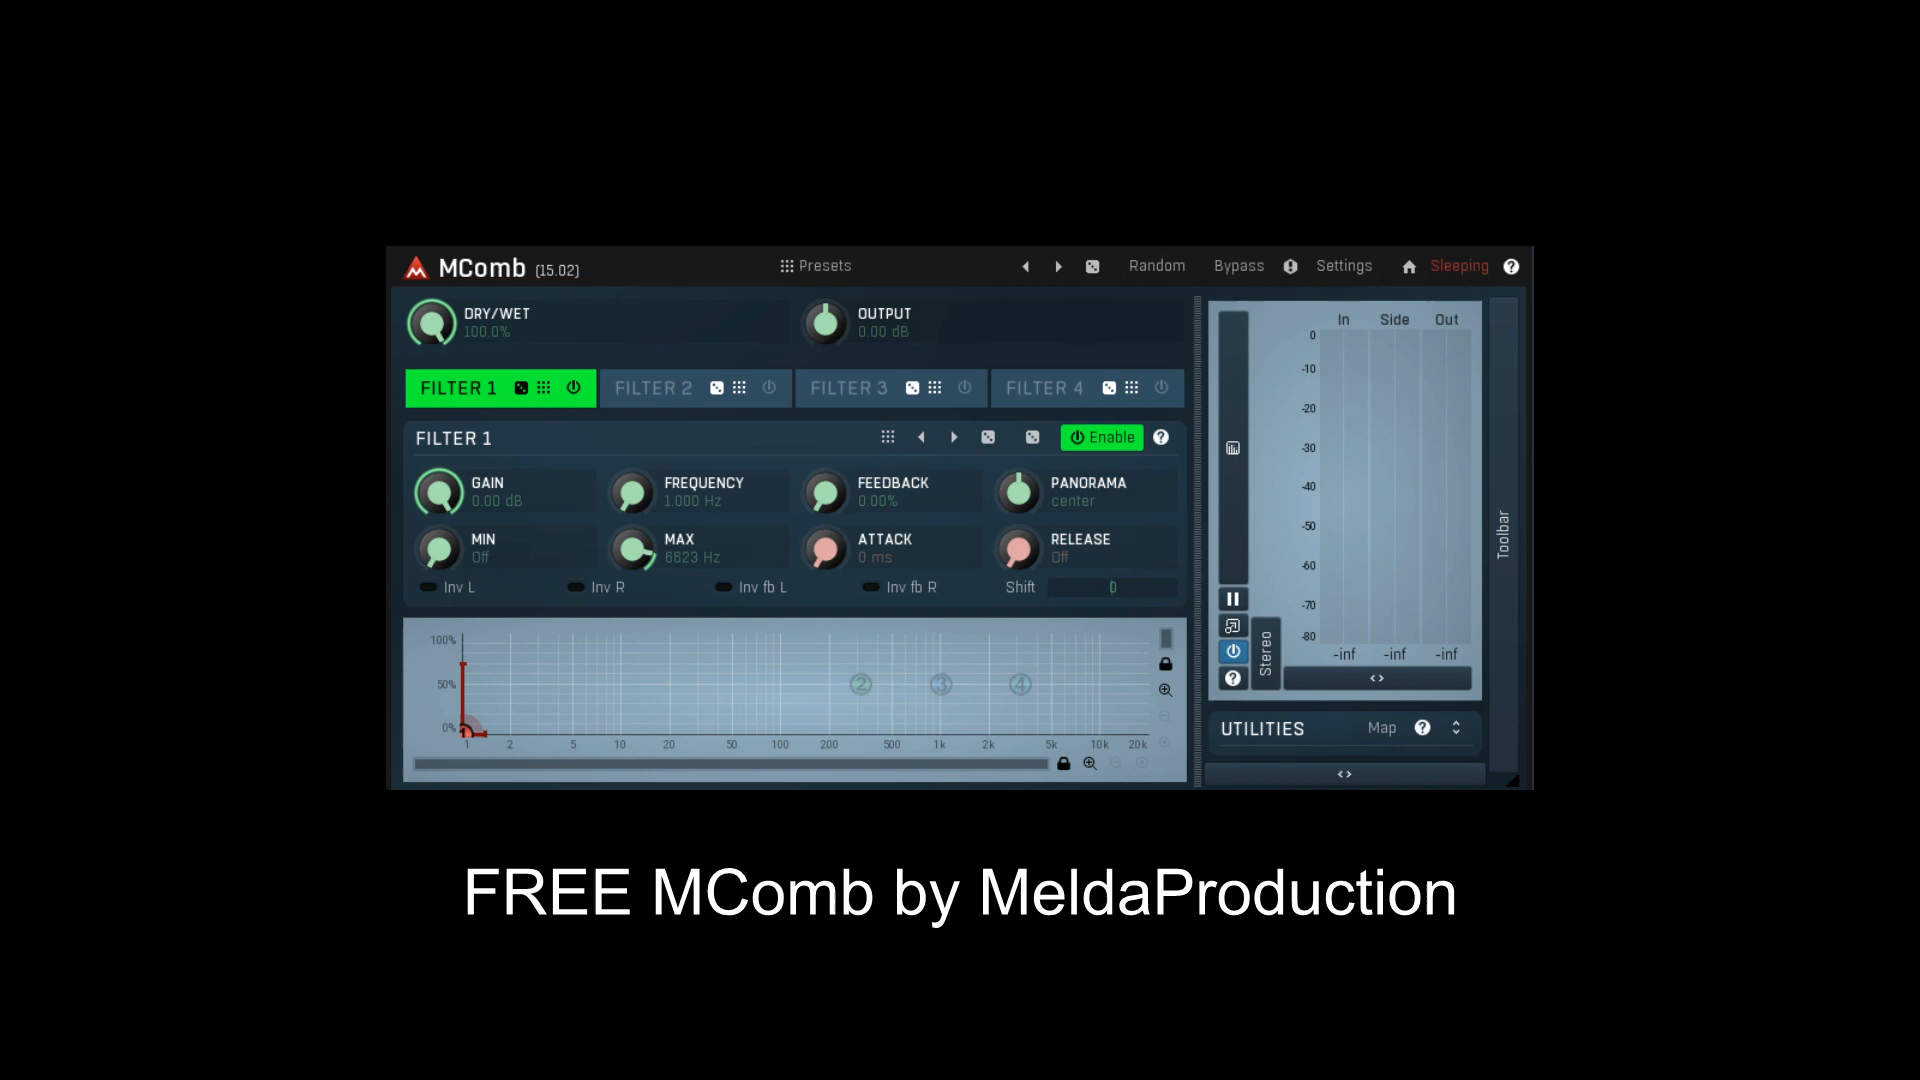 MComb (15.02)
Presets
Random
Bypass
Settings
Sleeping
?
DRY/WET
100.0%
OUTPUT
0.00 dB
FILTER 1
FILTER 2
FILTER 3
FILTER 4
FILTER 1
Enable
?
GAIN
0.00 dB
FREQUENCY
1.000 Hz
FEEDBACK
0.00%
PANORAMA
center
MIN
Off
MAX
6623 Hz
ATTACK
0 ms
RELEASE
Off
Inv L
Inv R
Inv fb L
Inv fb R
Shift
0
100%
50%
0%
1
2
3
4
1 2 5 10 20 50 100 200 500 1k 2k 5k 10k 20k
In Side Out
0
-10
-20
-30
-40
-50
-60
-70
-80
-inf -inf -inf
Stereo
?
UTILITIES
Map
?
Toolbar
FREE MComb by MeldaProduction